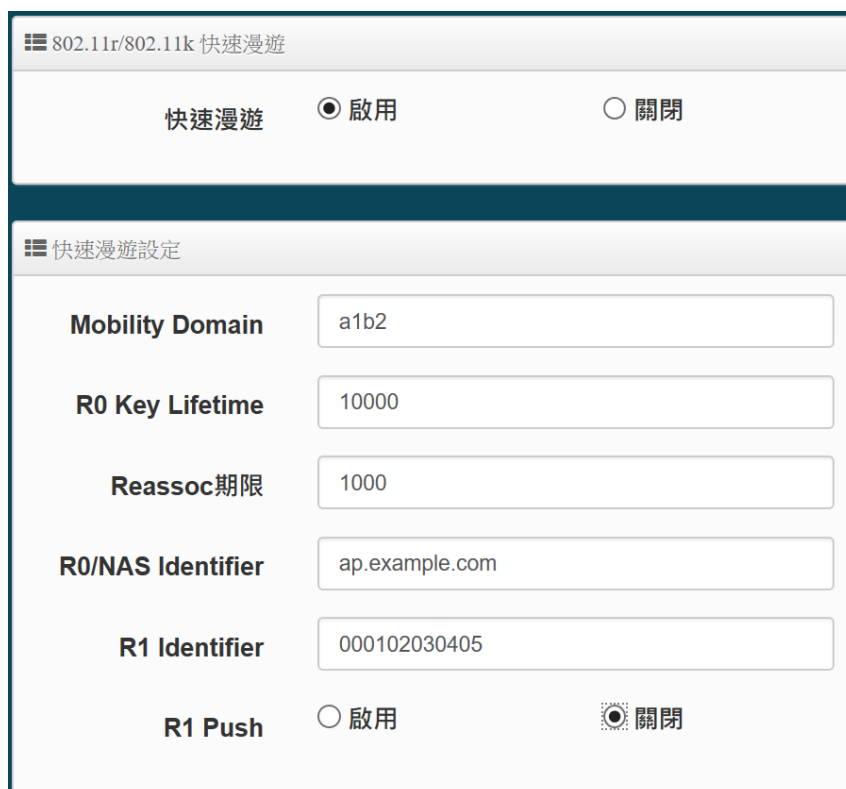 802.11r/802.11k 快速漫遊
快速漫遊 啟用 關閉
快速漫遊設定
Mobility Domain a1b2
R0 Key Lifetime 10000
Reassoc期限 1000
R0/NAS Identifier ap.example.com
R1 Identifier 000102030405
R1 Push 啟用 關閉